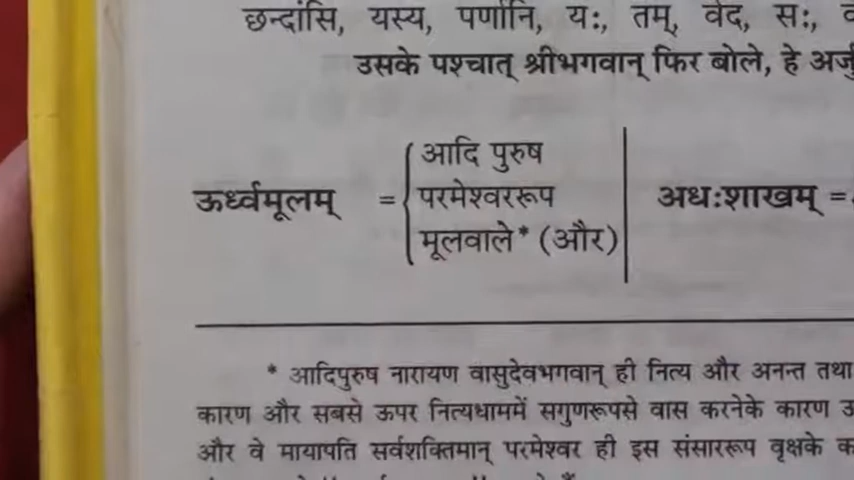 छन्दांसि, यस्य, पर्णानि, यः, तम्, वेद, सः,
उसके पश्चात् श्रीभगवान् फिर बोले, हे
ऊर्ध्वमूलम् = आदि पुरुष
परमेश्वररूप
मूलवाले* (और)
अधःशाखम् =
* आदिपुरुष नारायण वासुदेवभगवान् ही नित्य और अनन्त तथा
कारण और सबसे ऊपर नित्यधाममें सगुणरूपसे वास करनेके कारण
और वे मायापति सर्वशक्तिमान् परमेश्वर ही इस संसाररूप वृक्षके